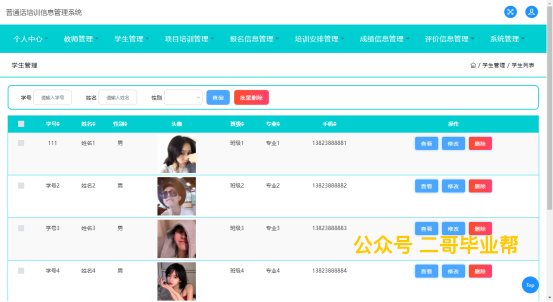 普通话培训信息管理系统
个人中心 教师管理 学生管理 项目培训管理 报名信息管理 培训安排管理 成绩信息管理 评价信息管理 系统管理
学生管理 / 学生管理 / 学生列表
学号 请输入学号 姓名 请输入姓名 性别 查询 批量删除
学号 姓名 性别 头像 班级 专业 手机 操作
111 姓名1 男 班级1 专业1 13823888881 查看 修改 删除
学号2 姓名2 男 班级2 专业2 13823888882 查看 修改 删除
学号3 姓名3 男 班级3 专业3 13823888883 查看 修改 删除
公众号 二哥毕业帮
学号4 姓名4 男 班级4 专业4 13823888884 查看 修改 删除
Top